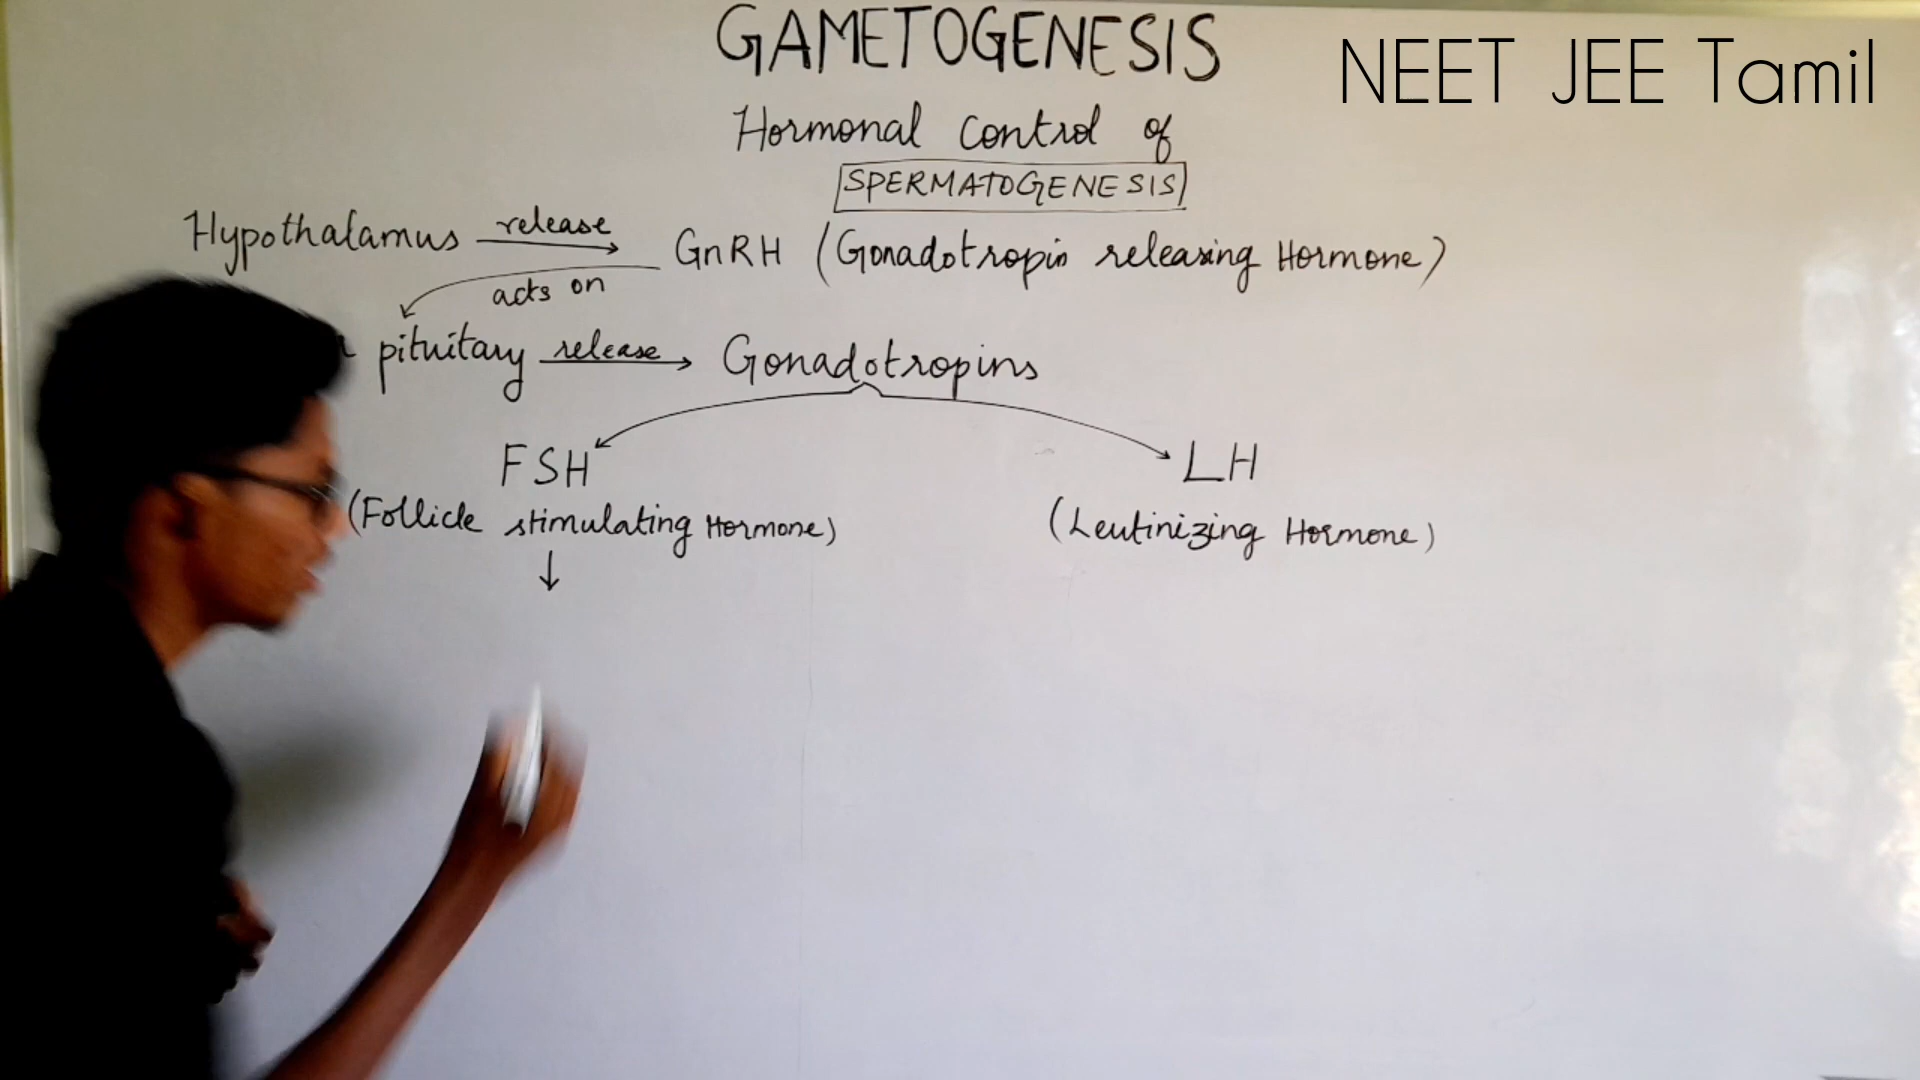 GAMETOGENESIS
NEET JEE Tamil
Hormonal Control of
SPERMATOGENESIS
Hypothalamus release GnRH (Gonadotropin releasing Hormone)
acts on
pituitary release Gonadotropins
FSH LH
(Follicle stimulating Hormone) (Leutinizing Hormone)